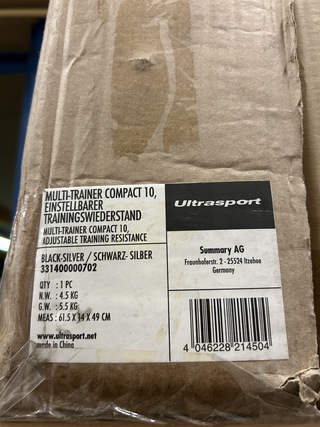 MULTI-TRAINER COMPACT 10,
EINSTELLBARER
TRAININGSWIEDERSTAND
MULTI-TRAINER COMPACT 10,
ADJUSTABLE TRAINING RESISTANCE
BLACK-SILVER / SCHWARZ- SILBER
331400000702
QTY : 1 PC
N.W. : 4.5 KG
G.W. : 5.5 KG
MEAS : 61.5 X 14 X 49 CM
www.ultrasport.net
made in China
Ultrasport
Summary AG
Fraunhoferstr. 2 - 25524 Itzehoe
Germany
4 046228 214504